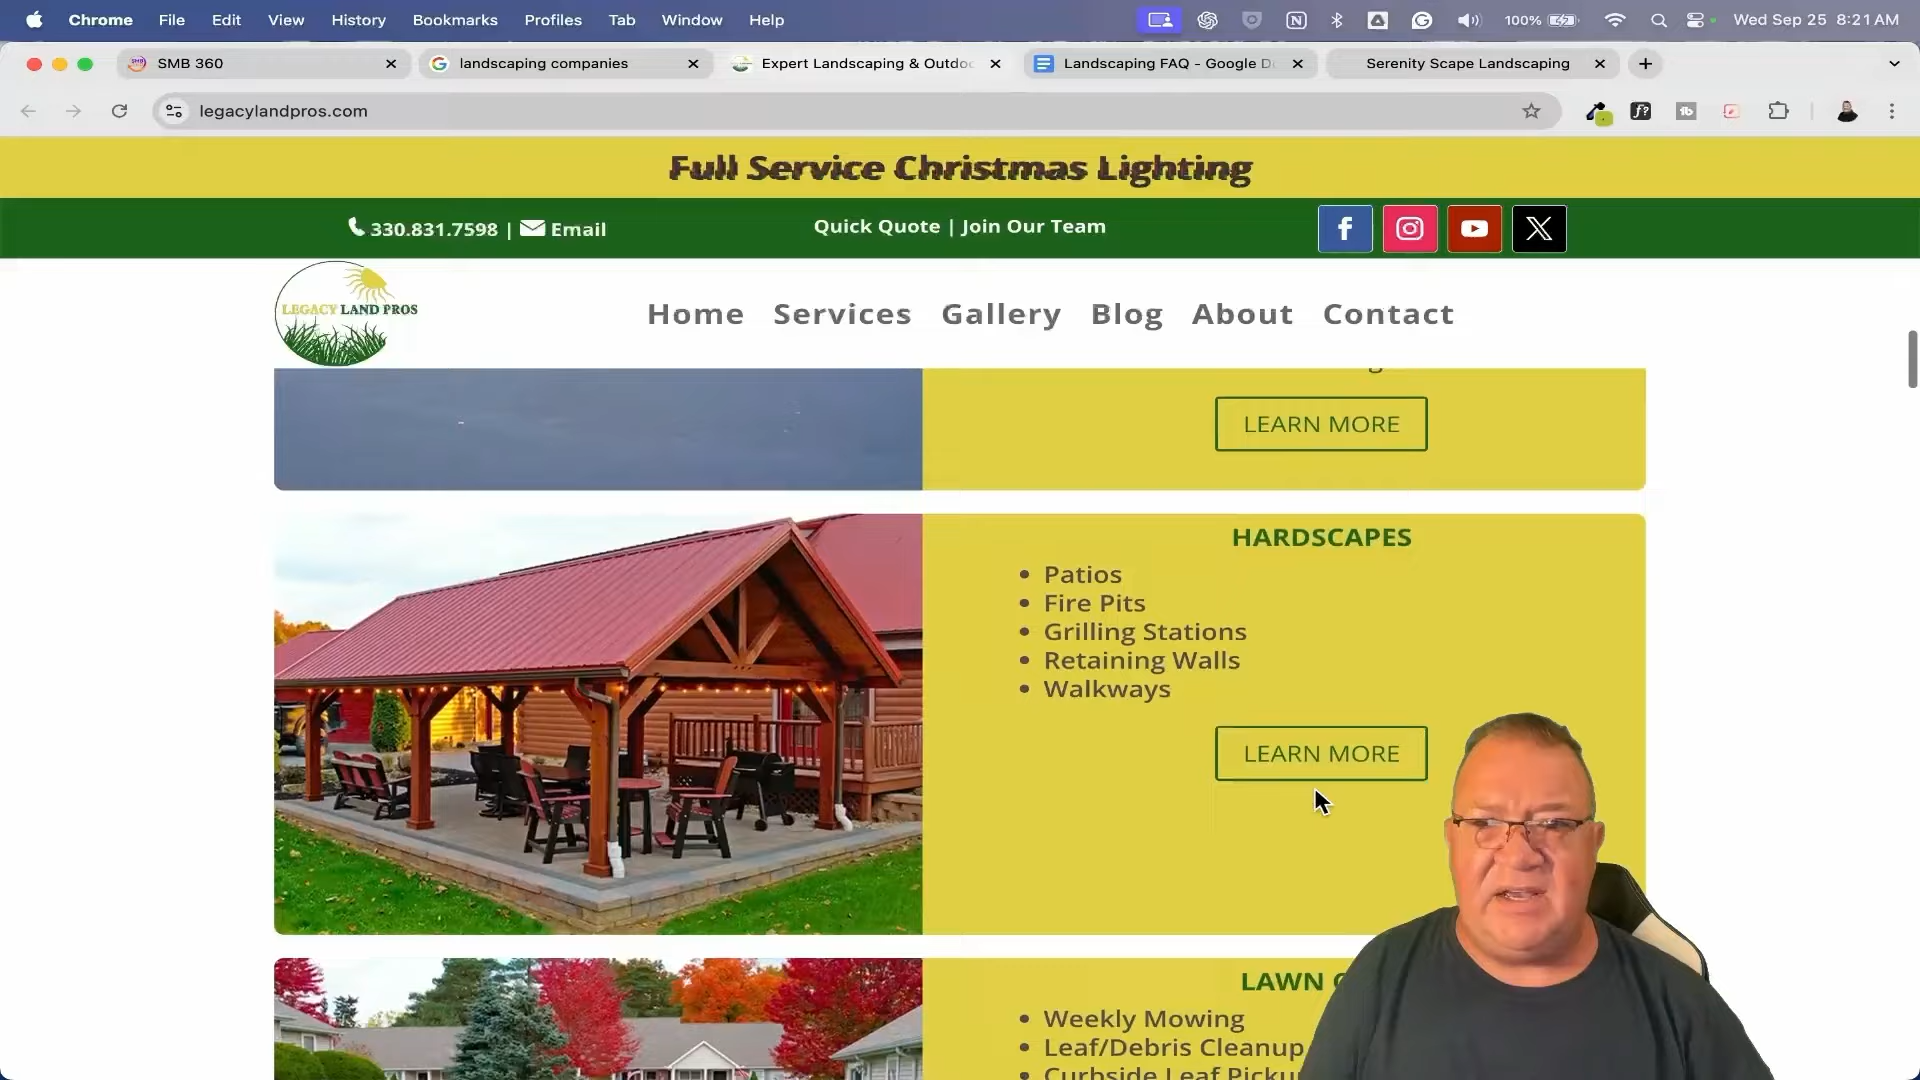 Chrome File Edit View History Bookmarks Profiles Tab Window Help 100% Wed Sep 25 8:21 AM
SMB 360
landscaping companies
Expert Landscaping & Outdo
Landscaping FAQ - Google D
Serenity Scape Landscaping
legacylandpros.com
Full Service Christmas Lighting
330.831.7598 | Email
Quick Quote | Join Our Team
LEGACY LAND PROS
Home Services Gallery Blog About Contact
LEARN MORE
HARDSCAPES
Patios
Fire Pits
Grilling Stations
Retaining Walls
Walkways
LEARN MORE
LAWN
Weekly Mowing
Leaf/Debris Cleanup
Curbside Leaf